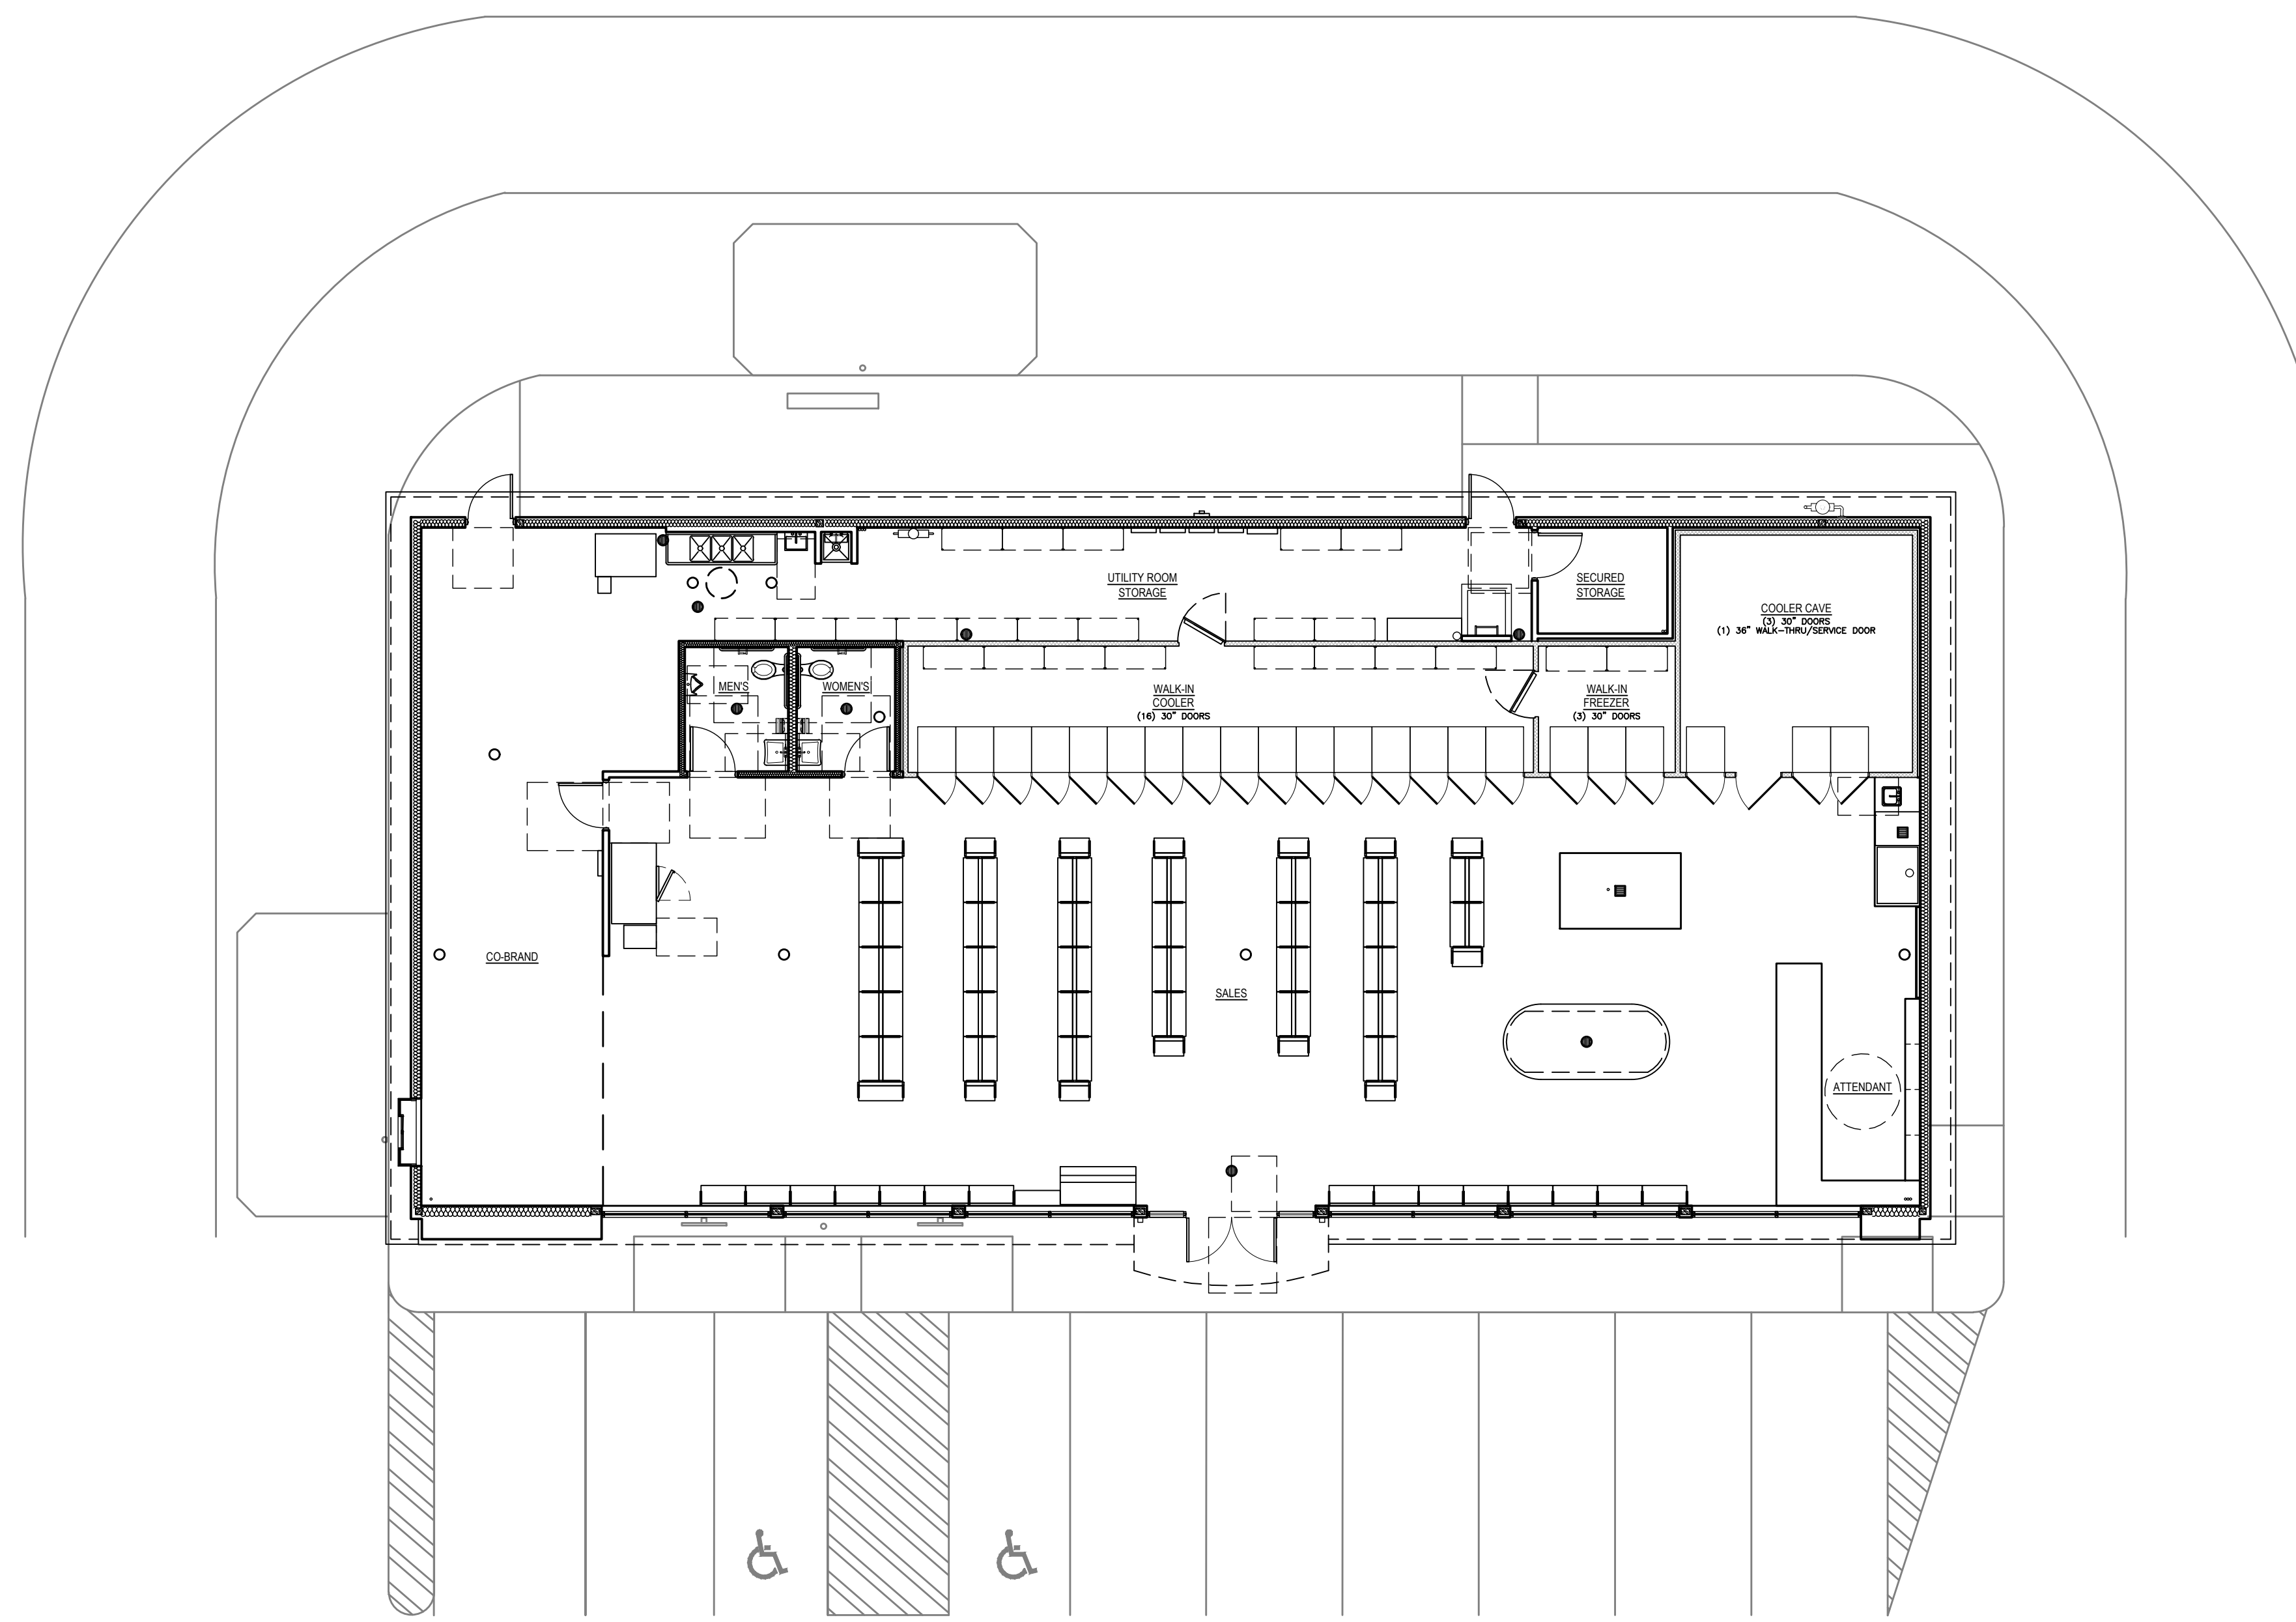 UTILITY ROOM
STORAGE
SECURED
STORAGE
COOLER CAVE
(3) 30" DOORS
(1) 36" WALK-THRU/SERVICE DOOR
MEN'S
WOMEN'S
WALK-IN
COOLER
(16) 30" DOORS
WALK-IN
FREEZER
(3) 30" DOORS
CO-BRAND
SALES
ATTENDANT